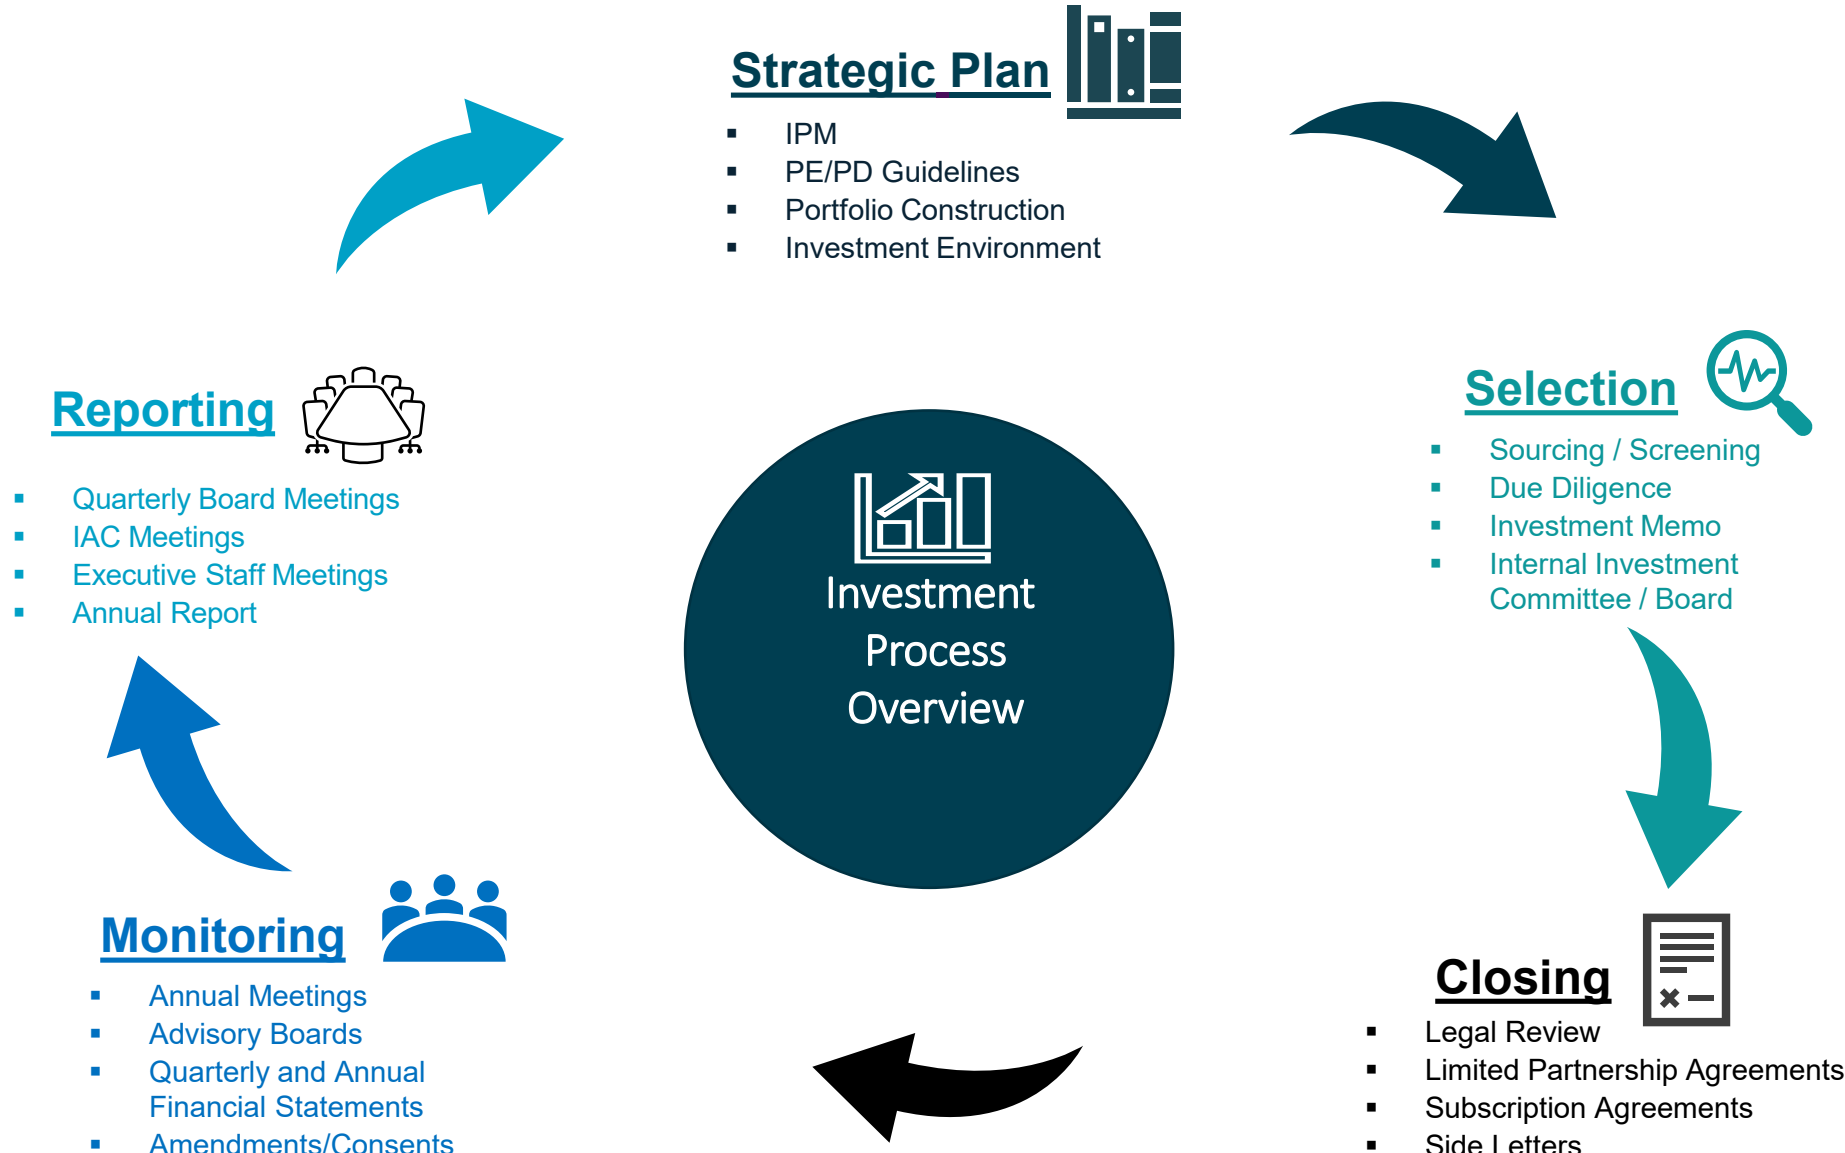 Strategic Plan
▪ IPM
▪ PE/PD Guidelines
▪ Portfolio Construction
▪ Investment Environment
Selection
▪ Sourcing / Screening
▪ Due Diligence
▪ Investment Memo
▪ Internal Investment
Committee / Board
Closing
▪ Legal Review
▪ Limited Partnership Agreements
▪ Subscription Agreements
▪ Side Letters
Monitoring
▪ Annual Meetings
▪ Advisory Boards
▪ Quarterly and Annual
Financial Statements
▪ Amendments/Consents
Reporting
▪ Quarterly Board Meetings
▪ IAC Meetings
▪ Executive Staff Meetings
▪ Annual Report
Investment
Process
Overview